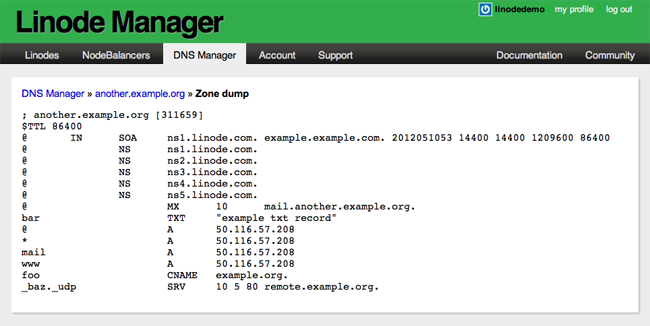 Linode Manager
linodedemo my profile log out
Linodes NodeBalancers DNS Manager Account Support Documentation Community
DNS Manager » another.example.org » Zone dump
; another.example.org [311659]
$TTL 86400
@ IN SOA ns1.linode.com. example.example.com. 2012051053 14400 14400 1209600 86400
@ NS ns1.linode.com.
@ NS ns2.linode.com.
@ NS ns3.linode.com.
@ NS ns4.linode.com.
@ NS ns5.linode.com.
@ MX 10 mail.another.example.org.
bar TXT "example txt record"
@ A 50.116.57.208
* A 50.116.57.208
mail A 50.116.57.208
www A 50.116.57.208
foo CNAME example.org.
_baz._udp SRV 10 5 80 remote.example.org.